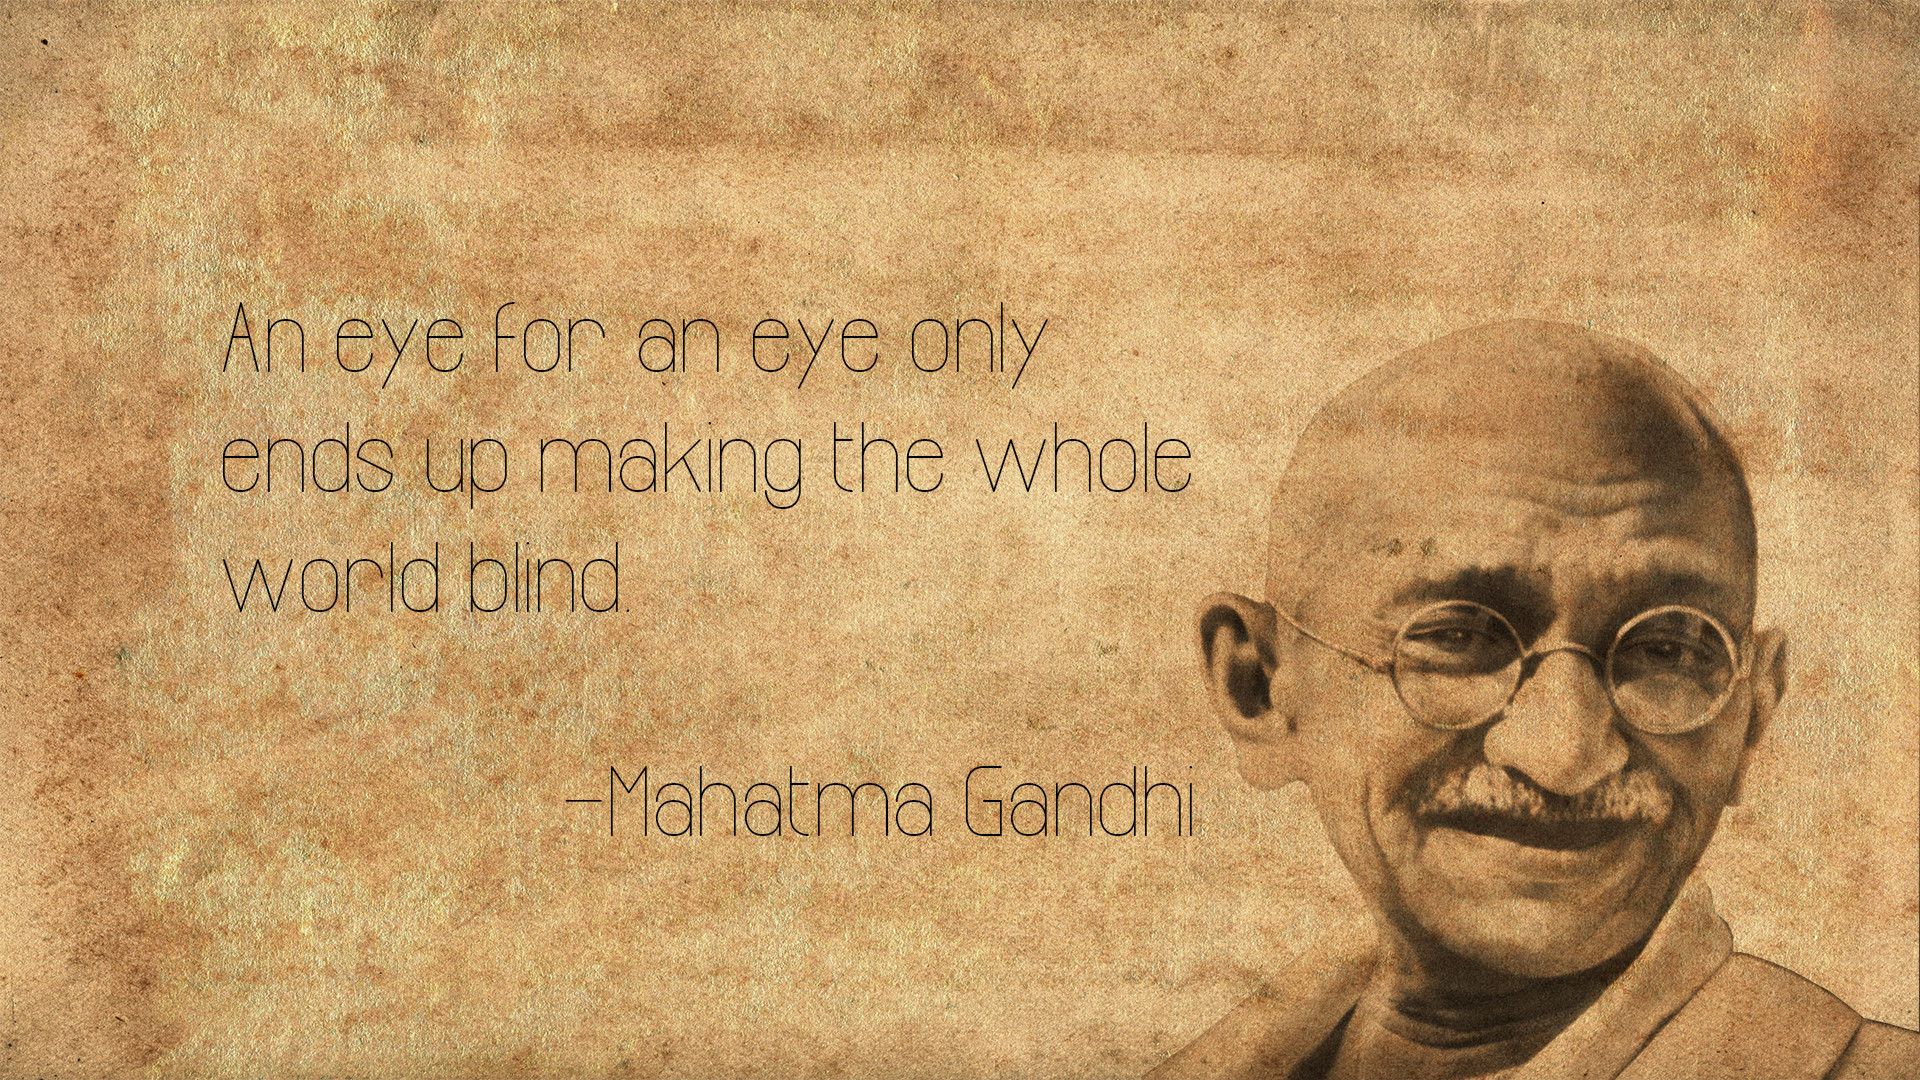 An eye for an eye only
ends up making the whole
world blind.
-Mahatma Gandhi